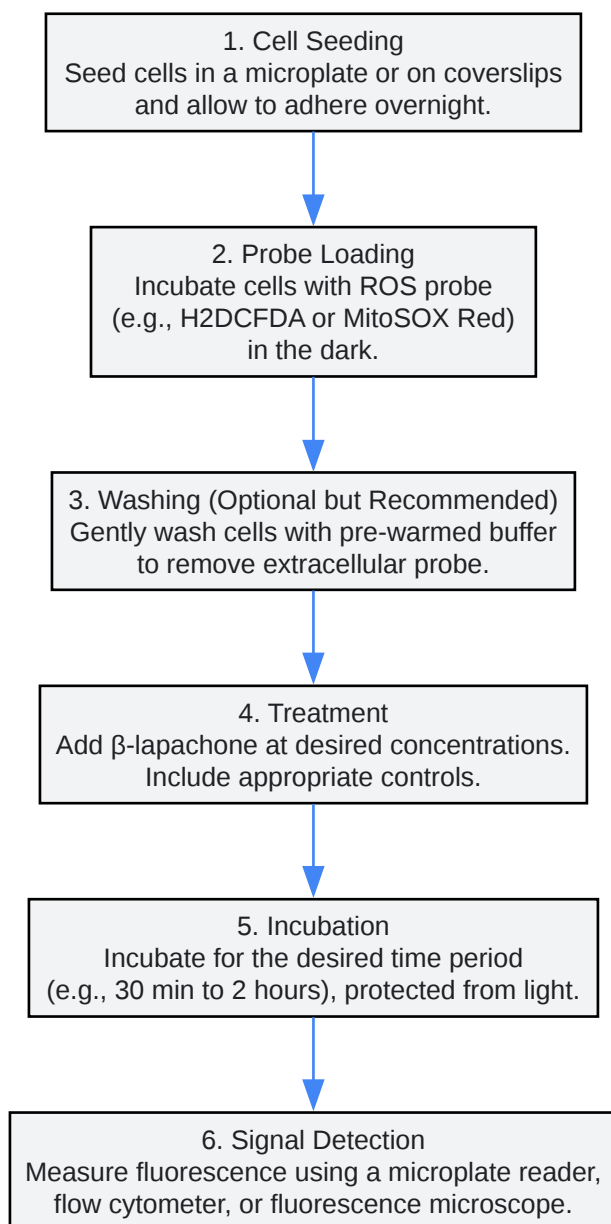 1. Cell Seeding
Seed cells in a microplate or on coverslips
and allow to adhere overnight.
2. Probe Loading
Incubate cells with ROS probe
(e.g., H2DCFDA or MitoSOX Red)
in the dark.
3. Washing (Optional but Recommended)
Gently wash cells with pre-warmed buffer
to remove extracellular probe.
4. Treatment
Add β-lapachone at desired concentrations.
Include appropriate controls.
5. Incubation
Incubate for the desired time period
(e.g., 30 min to 2 hours), protected from light.
6. Signal Detection
Measure fluorescence using a microplate reader,
flow cytometer, or fluorescence microscope.